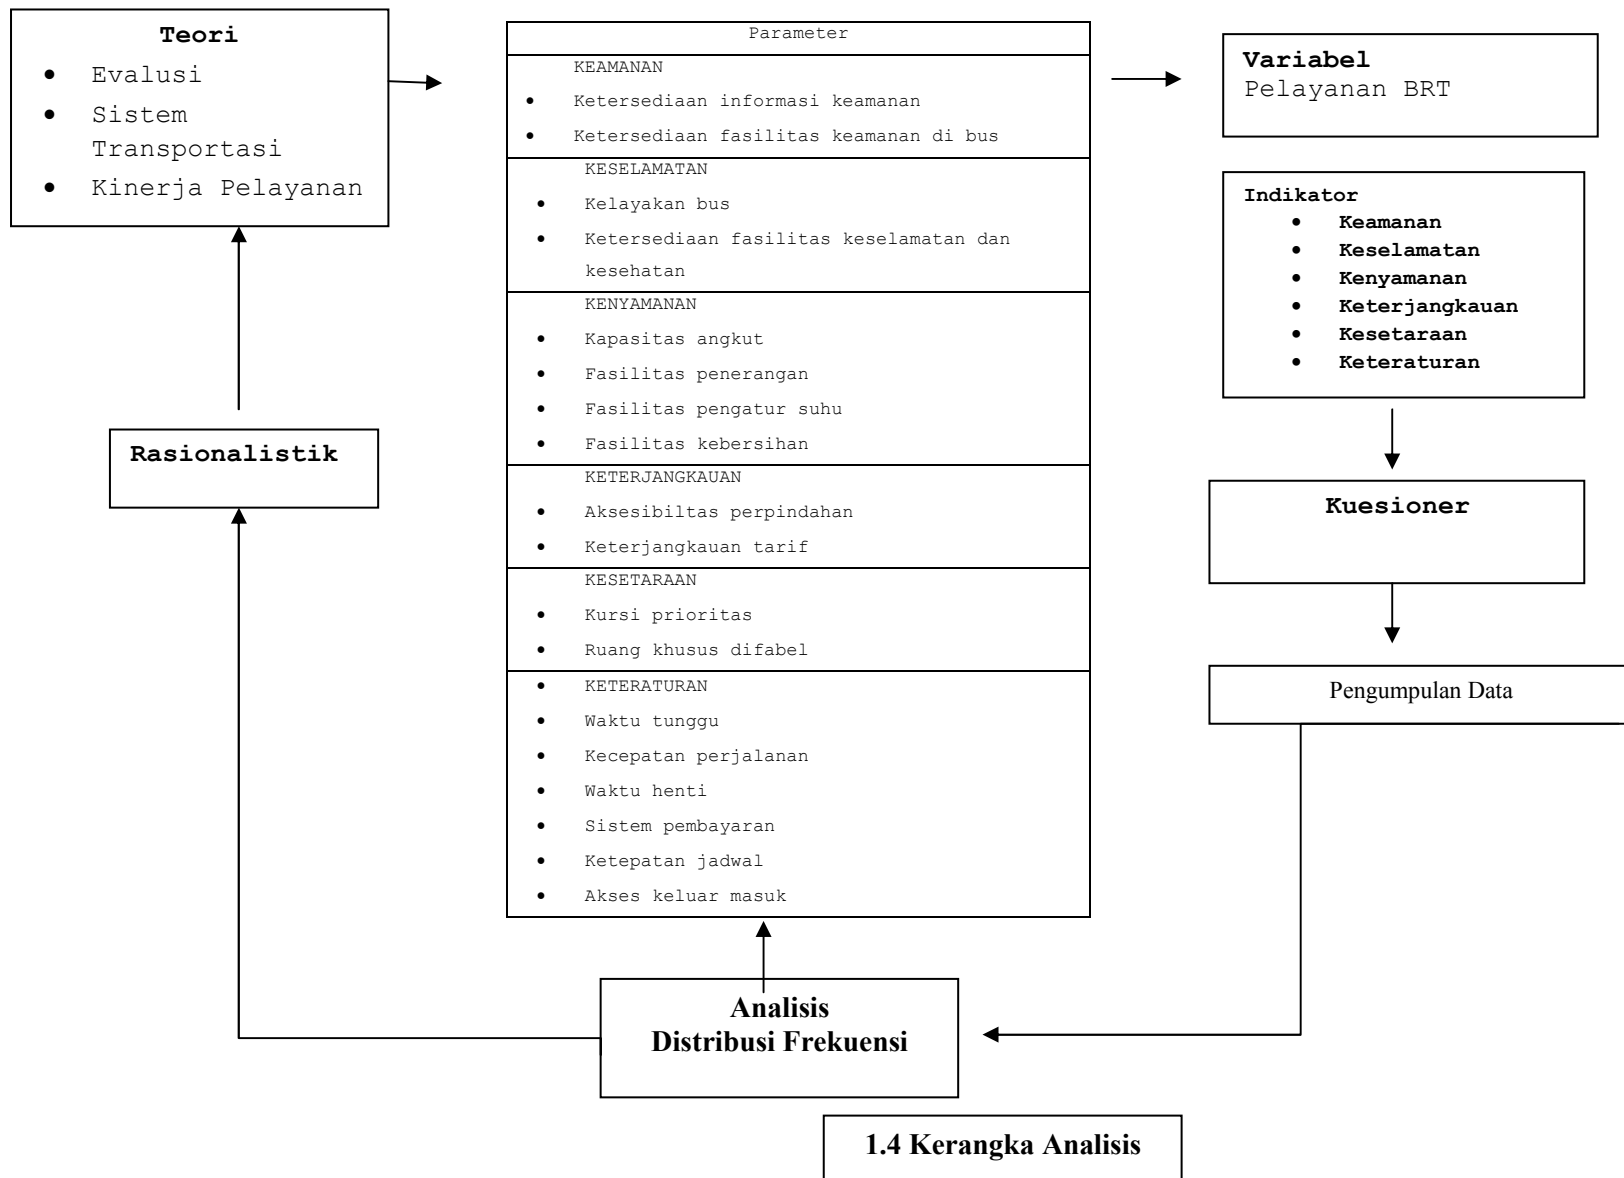 Teori
• Evalusi
• Sistem
Transportasi
• Kinerja Pelayanan
Rasionalistik
Parameter
KEAMANAN
• Ketersediaan informasi keamanan
• Ketersediaan fasilitas keamanan di bus
KESELAMATAN
• Kelayakan bus
• Ketersediaan fasilitas keselamatan dan
kesehatan
KENYAMANAN
• Kapasitas angkut
• Fasilitas penerangan
• Fasilitas pengatur suhu
• Fasilitas kebersihan
KETERJANGKAUAN
• Aksesibiltas perpindahan
• Keterjangkauan tarif
KESETARAAN
• Kursi prioritas
• Ruang khusus difabel
• KETERATURAN
• Waktu tunggu
• Kecepatan perjalanan
• Waktu henti
• Sistem pembayaran
• Ketepatan jadwal
• Akses keluar masuk
Variabel
Pelayanan BRT
Indikator
• Keamanan
• Keselamatan
• Kenyamanan
• Keterjangkauan
• Kesetaraan
• Keteraturan
Kuesioner
Pengumpulan Data
Analisis
Distribusi Frekuensi
1.4 Kerangka Analisis